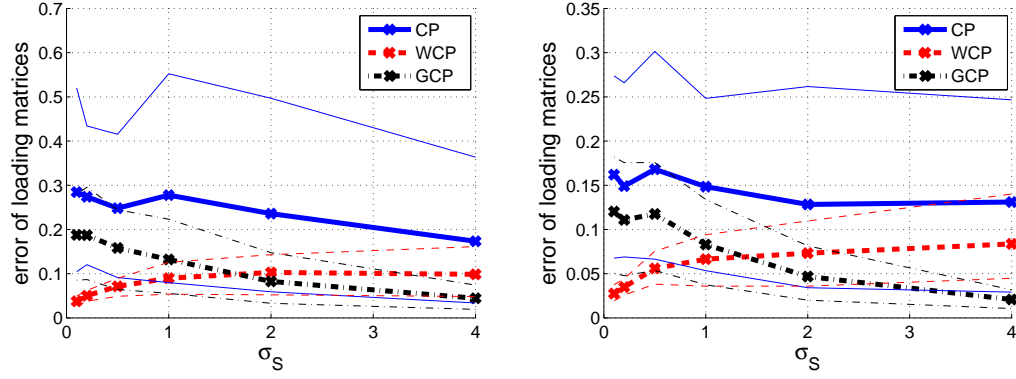 0.7
0.6
0.5
0.4
0.3
0.2
0.1
0
error of loading matrices
0 1 2 3 4
σS
CP
WCP
GCP
0.35
0.3
0.25
0.2
0.15
0.1
0.05
0
error of loading matrices
0 1 2 3 4
σS
CP
WCP
GCP